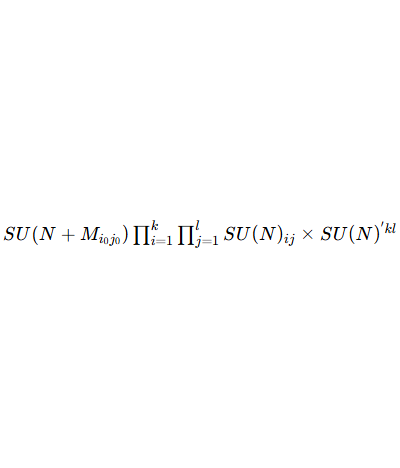 $SU(N + M_{i_0 j_0}) \prod_{i=1}^{k} \prod_{j=1}^{l} SU(N)_{ij} \times SU(N)^{'kl}$